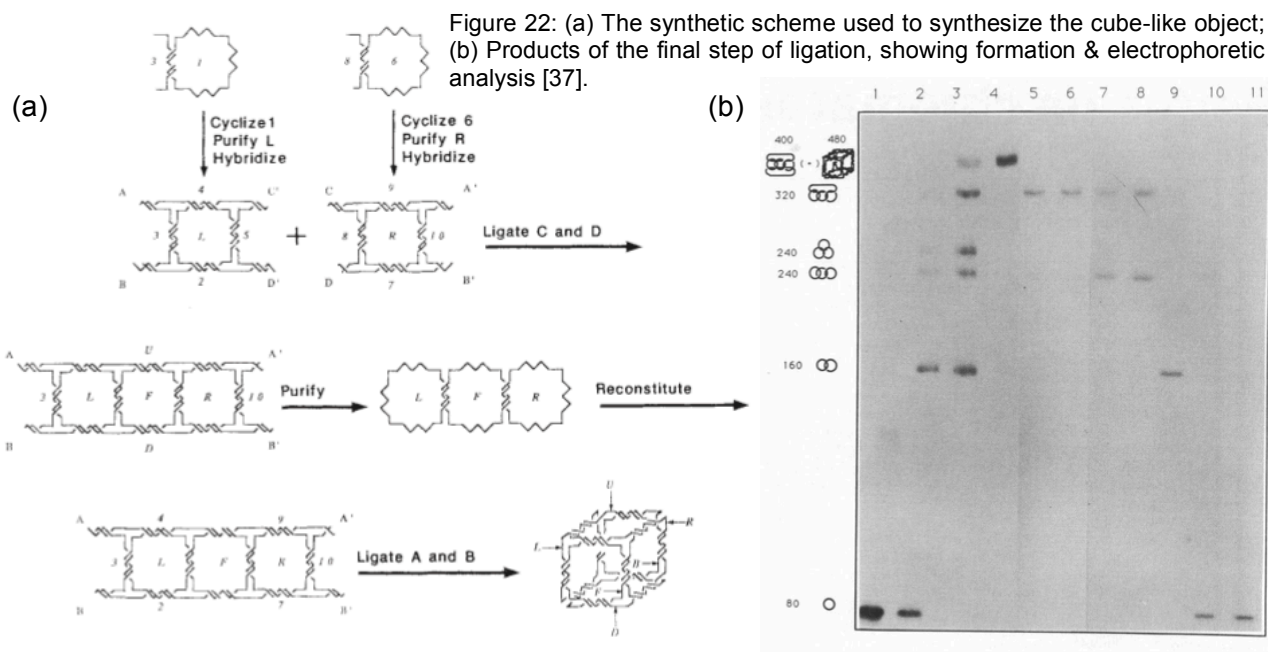 Figure 22: (a) The synthetic scheme used to synthesize the cube-like object;
(b) Products of the final step of ligation, showing formation & electrophoretic
analysis [37].
(a)
3 1
8 6
Cyclize 1
Purify L
Hybridize
Cyclize 6
Purify R
Hybridize
A 4 C'
3 L 5
B 2 D'
+
C 9 A'
8 R 10
D 7 B'
Ligate C and D
A U A'
3 L F R 10
B D B'
Purify
L F R
Reconstitute
A 4 9 A'
3 L F R 10
B 2 7 B'
Ligate A and B
U
R
L
B
F
D
(b)
1 2 3 4 5 6 7 8 9 10 11
400 480
(-)
320
240
240
160
80